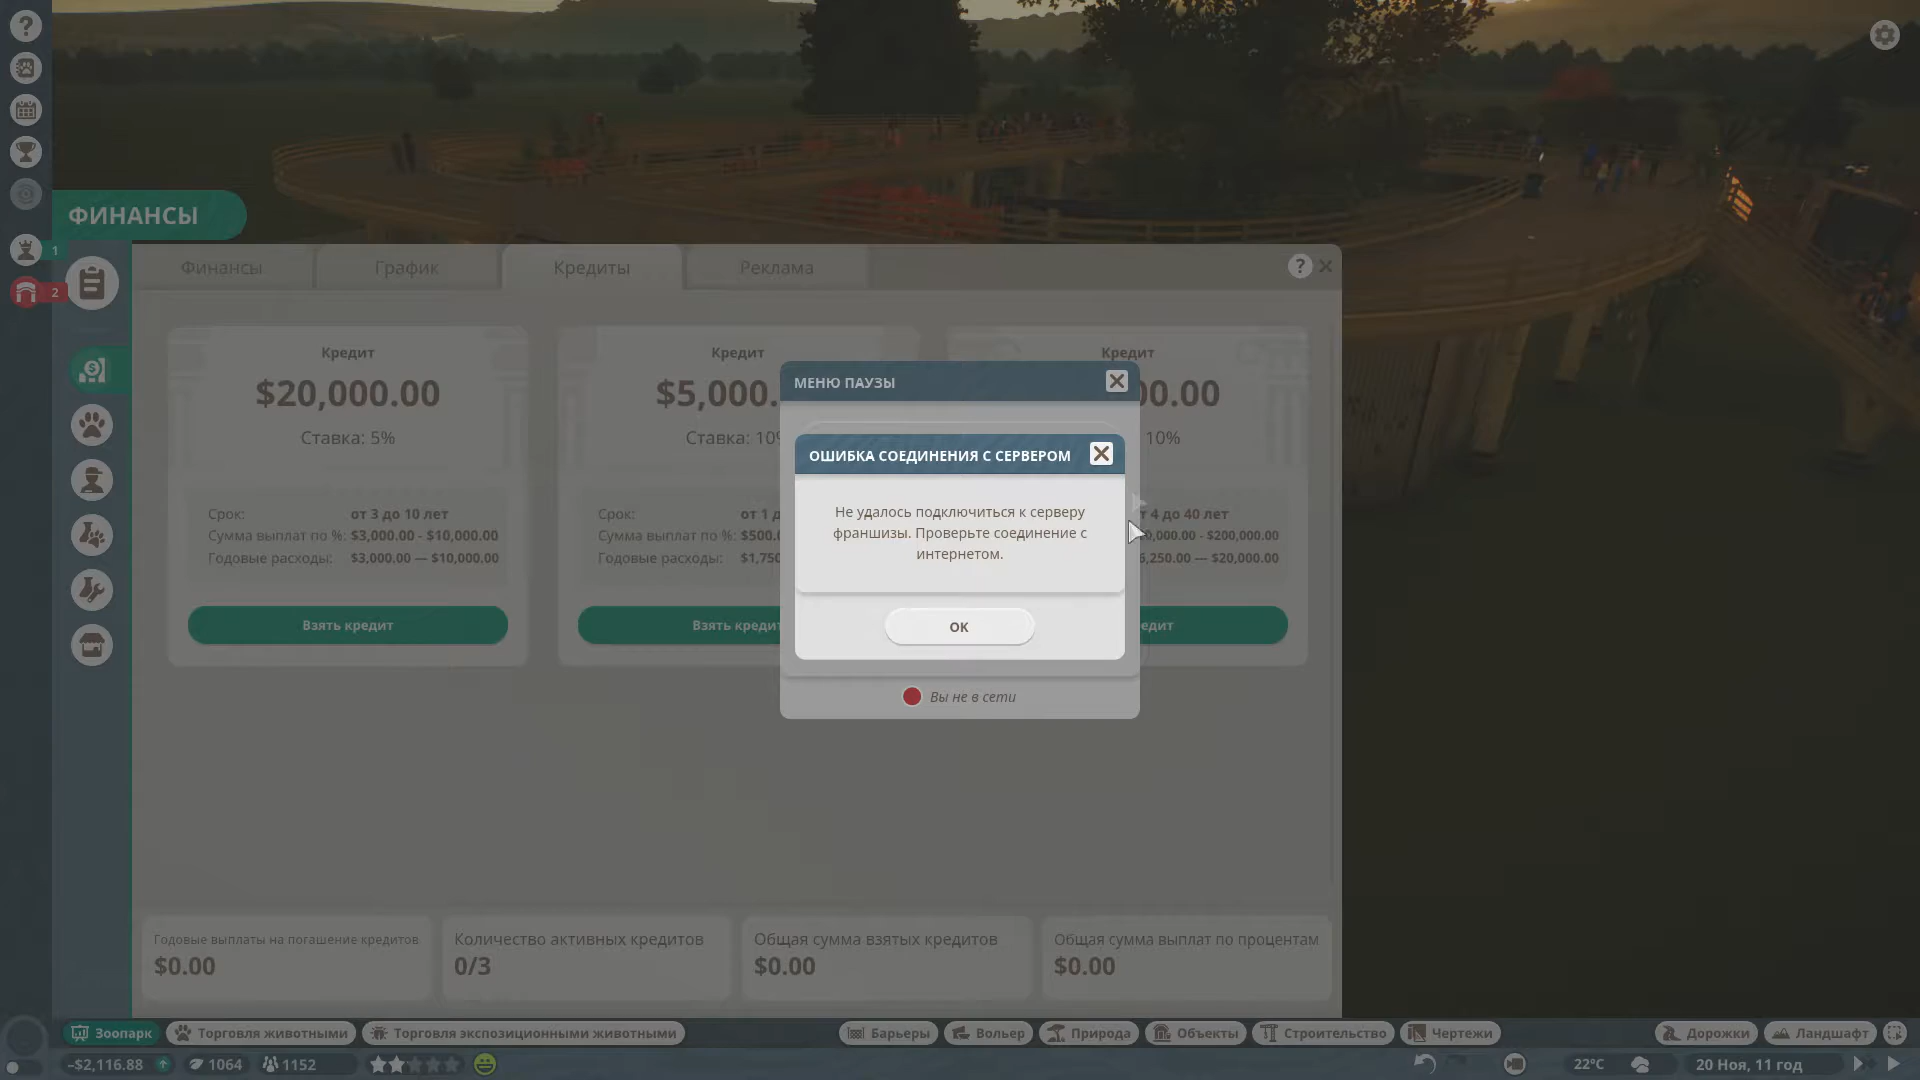 ФИНАНСЫ
1
2
Финансы
График
Кредиты
Реклама
?
Кредит
$20,000.00
Ставка: 5%
Срок: от 3 до 10 лет
Сумма выплат по %: $3,000.00 - $10,000.00
Годовые расходы: $3,000.00 — $10,000.00
Взять кредит
Кредит
$5,000.
Ставка: 10%
Срок: от 1 д
Сумма выплат по %: $500.0
Годовые расходы: $1,750
Взять кредит
Кредит
00.00
10%
т 4 до 40 лет
0,000.00 - $200,000.00
,250.00 — $20,000.00
едит
МЕНЮ ПАУЗЫ
ОШИБКА СОЕДИНЕНИЯ С СЕРВЕРОМ
Не удалось подключиться к серверу
франшизы. Проверьте соединение с
интернетом.
OK
Вы не в сети
Годовые выплаты на погашение кредитов
$0.00
Количество активных кредитов
0/3
Общая сумма взятых кредитов
$0.00
Общая сумма выплат по процентам
$0.00
Зоопарк
Торговля животными
Торговля экспозиционными животными
Барьеры
Вольер
Природа
Объекты
Строительство
Чертежи
Дорожки
Ландшафт
–$2,116.88
1064
1152
22°C
20 Ноя, 11 год